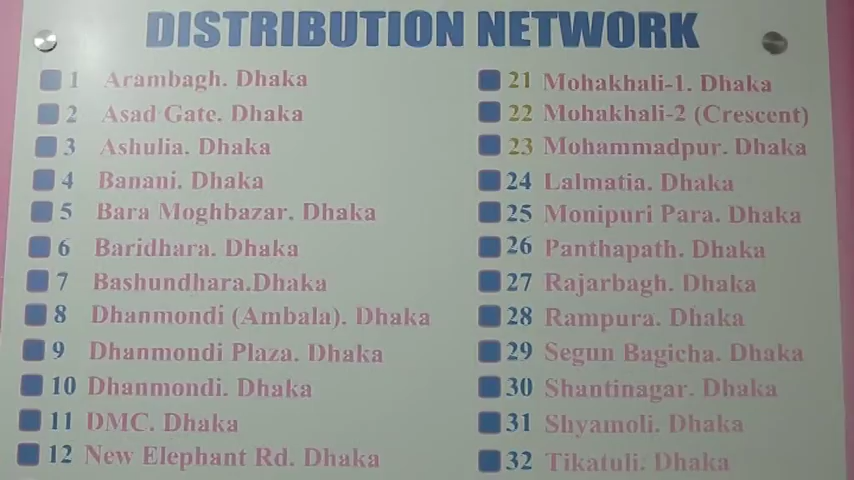 DISTRIBUTION NETWORK
1 Arambagh. Dhaka
2 Asad Gate. Dhaka
3 Ashulia. Dhaka
4 Banani. Dhaka
5 Bara Moghbazar. Dhaka
6 Baridhara. Dhaka
7 Bashundhara.Dhaka
8 Dhanmondi (Ambala). Dhaka
9 Dhanmondi Plaza. Dhaka
10 Dhanmondi. Dhaka
11 DMC. Dhaka
12 New Elephant Rd. Dhaka
21 Mohakhali-1. Dhaka
22 Mohakhali-2 (Crescent)
23 Mohammadpur. Dhaka
24 Lalmatia. Dhaka
25 Monipuri Para. Dhaka
26 Panthapath. Dhaka
27 Rajarbagh. Dhaka
28 Rampura. Dhaka
29 Segun Bagicha. Dhaka
30 Shantinagar. Dhaka
31 Shyamoli. Dhaka
32 Tikatuli. Dhaka